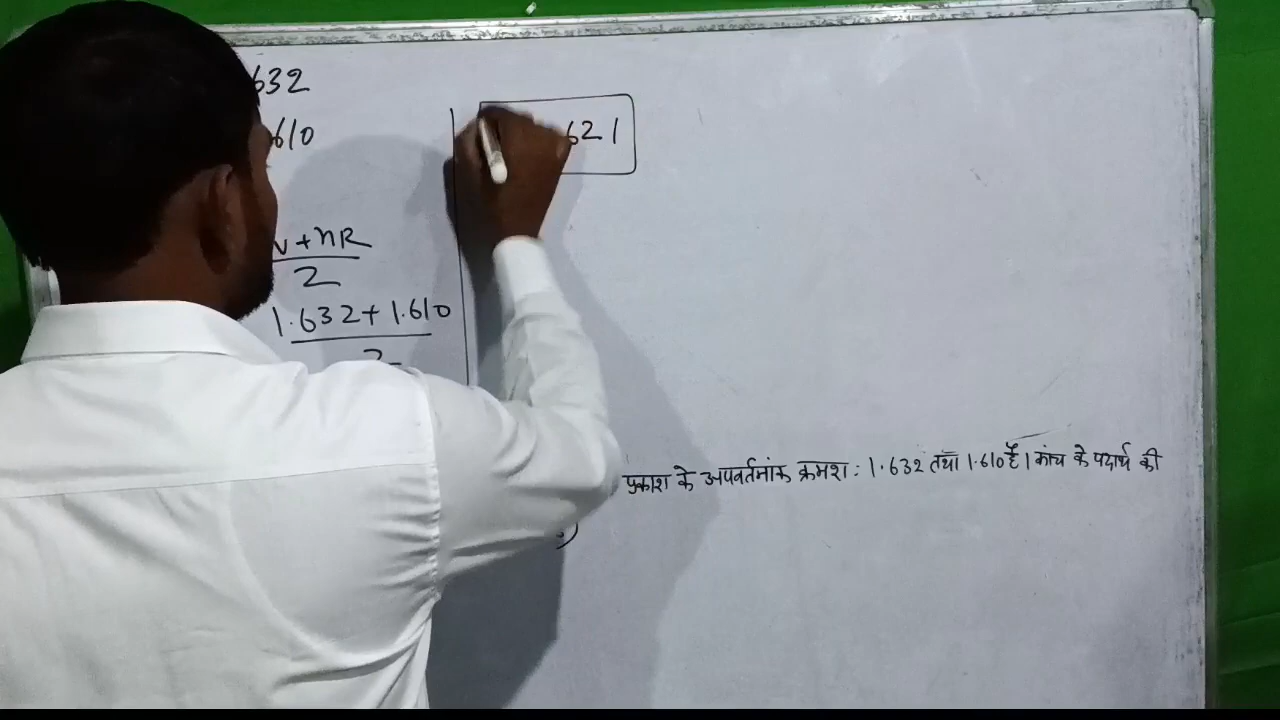 632
610
621
v + nR
2
1.632 + 1.610
2
प्रकाश के अपवर्तनांक क्रमश: 1.632 तथा 1.610 है। कांच के पदार्थ की